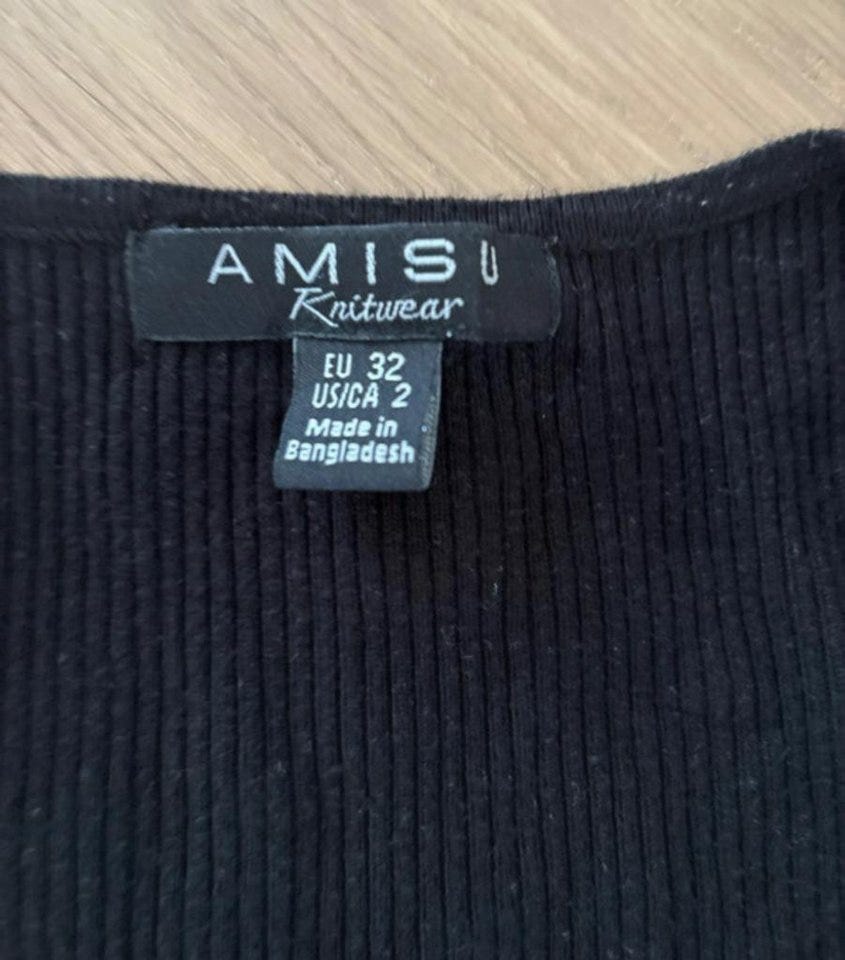 AMISU
Knitwear
EU 32
US/CA 2
Made in
Bangladesh